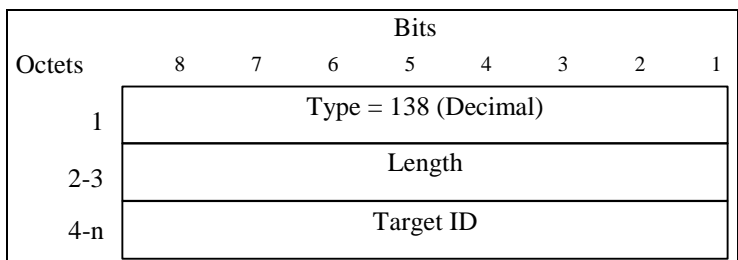 Bits
Octets 8 7 6 5 4 3 2 1
1 Type = 138 (Decimal)
2-3 Length
4-n Target ID